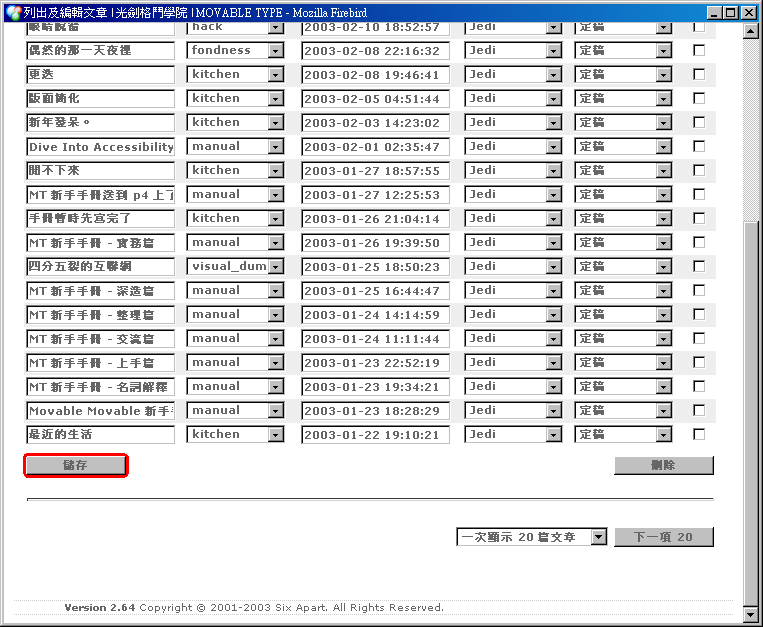 列出及編輯文章 | 光劍格鬥學院 | MOVABLE TYPE - Mozilla Firebird
hack 2003-02-10 18:52:57 Jedi 定稿
偶然的那一天夜裡 fondness 2003-02-08 22:16:32 Jedi 定稿
更迭 kitchen 2003-02-08 19:46:41 Jedi 定稿
版面簡化 kitchen 2003-02-05 04:51:44 Jedi 定稿
新年發呆。 kitchen 2003-02-03 14:23:02 Jedi 定稿
Dive Into Accessibility manual 2003-02-01 02:35:47 Jedi 定稿
閒不下來 kitchen 2003-01-27 18:57:55 Jedi 定稿
MT 新手手冊送到 p4 上了 manual 2003-01-27 12:25:53 Jedi 定稿
手冊暫時先寫完了 kitchen 2003-01-26 21:04:14 Jedi 定稿
MT 新手手冊 - 實務篇 manual 2003-01-26 19:39:50 Jedi 定稿
四分五裂的互聯網 visual_dum 2003-01-25 18:50:23 Jedi 定稿
MT 新手手冊 - 深造篇 manual 2003-01-25 16:44:47 Jedi 定稿
MT 新手手冊 - 整理篇 manual 2003-01-24 14:14:59 Jedi 定稿
MT 新手手冊 - 交流篇 manual 2003-01-24 11:11:44 Jedi 定稿
MT 新手手冊 - 上手篇 manual 2003-01-23 22:52:19 Jedi 定稿
MT 新手手冊 - 名詞解釋 manual 2003-01-23 19:34:21 Jedi 定稿
Movable Movable 新手 manual 2003-01-23 18:28:29 Jedi 定稿
最近的生活 kitchen 2003-01-22 19:10:21 Jedi 定稿
儲存 刪除
一次顯示 20 篇文章 下一項 20
Version 2.64 Copyright © 2001-2003 Six Apart. All Rights Reserved.